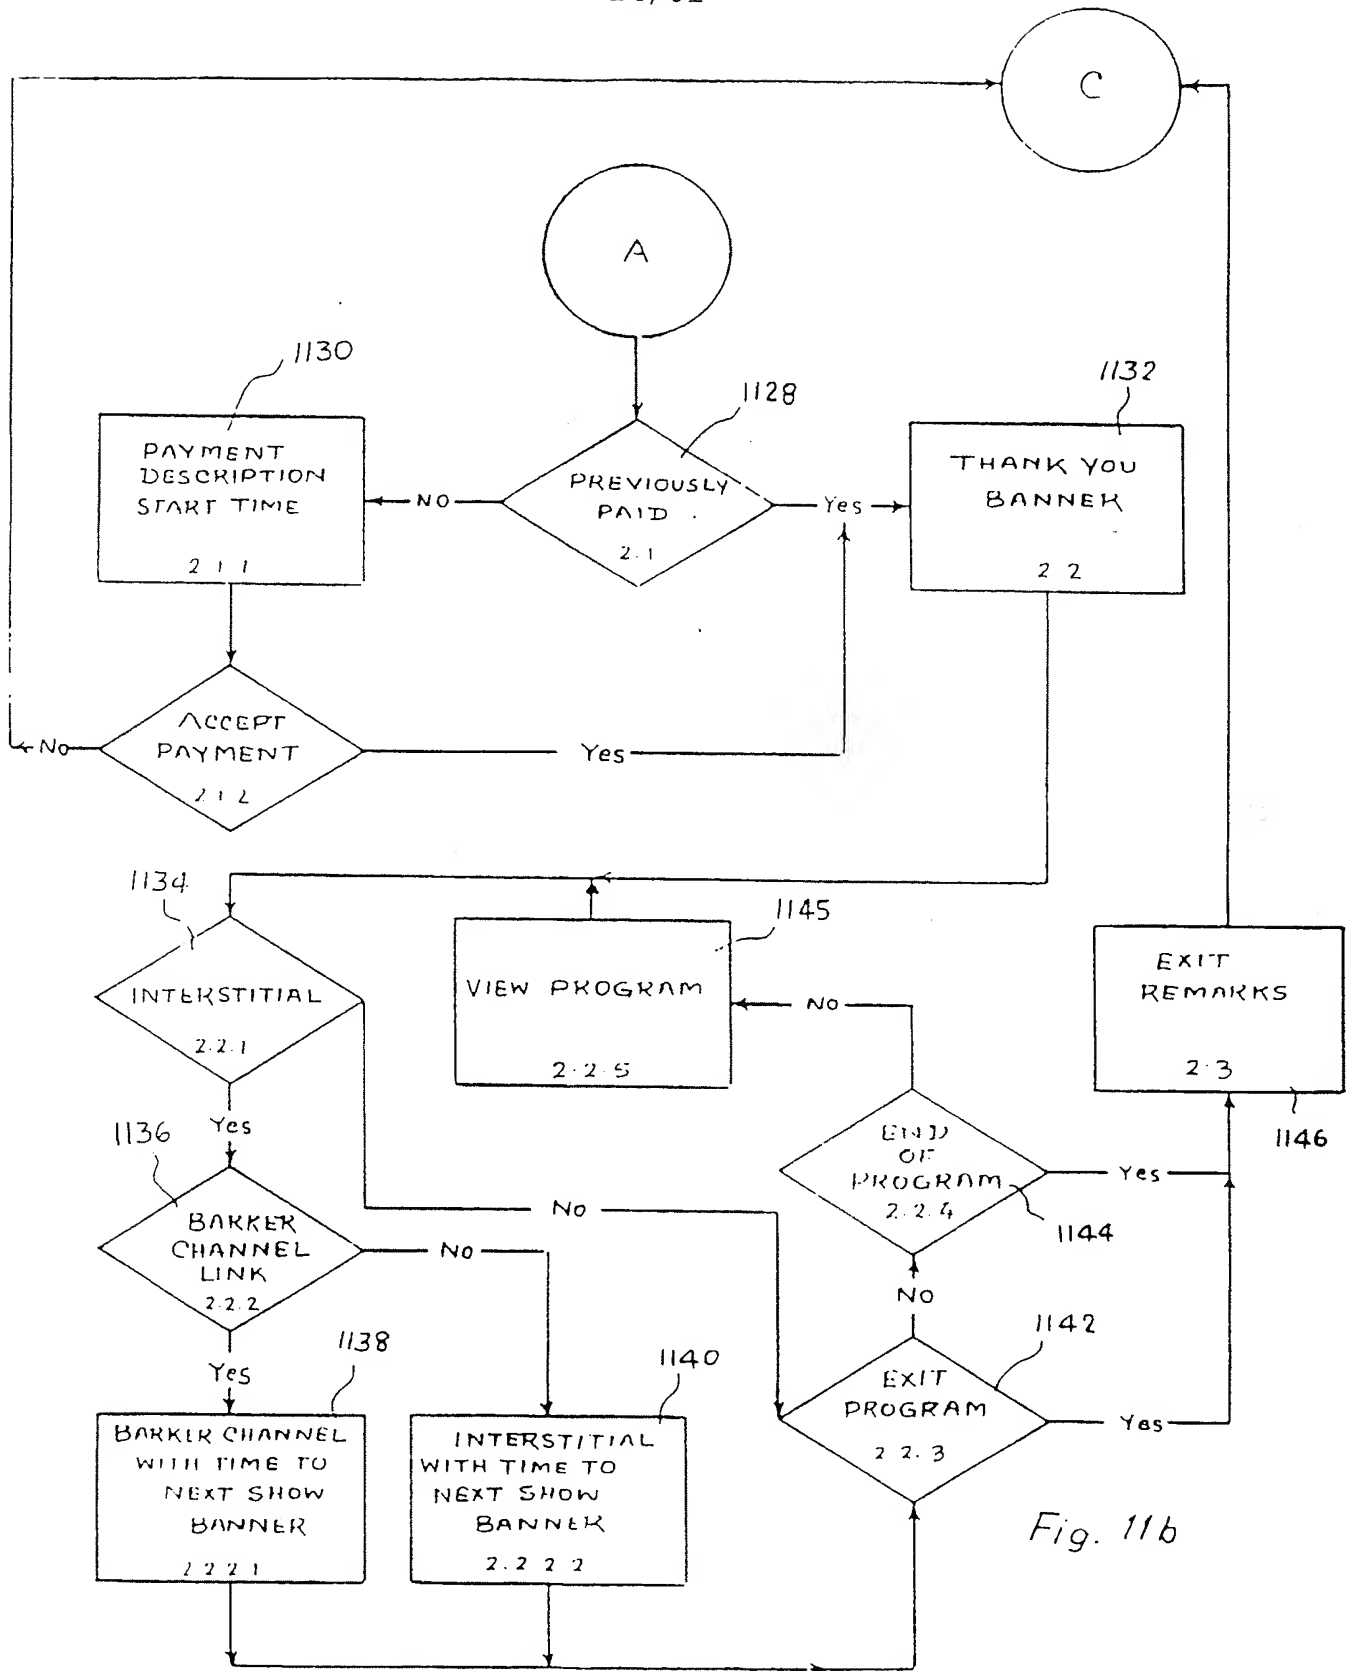 C
A
1130
1128
1132
PAYMENT
DESCRIPTION
START TIME
2 1 1
NO
PREVIOUSLY
PAID
2.1
Yes
THANK YOU
BANNER
2 2
ACCEPT
PAYMENT
2 1 2
No
Yes
1134
INTERSTITIAL
2.2.1
1145
VIEW PROGRAM
2.2.5
NO
EXIT
REMARKS
2.3
1146
Yes
1136
BARKER
CHANNEL
LINK
2.2.2
No
No
END
OF
PROGRAM
2.2.4
Yes
1144
No
Yes
1138
1140
1142
BARKER CHANNEL
WITH TIME TO
NEXT SHOW
BANNER
2 2 2 1
INTERSTITIAL
WITH TIME TO
NEXT SHOW
BANNER
2.2 2 2
EXIT
PROGRAM
2 2.3
Yes
Fig. 11b